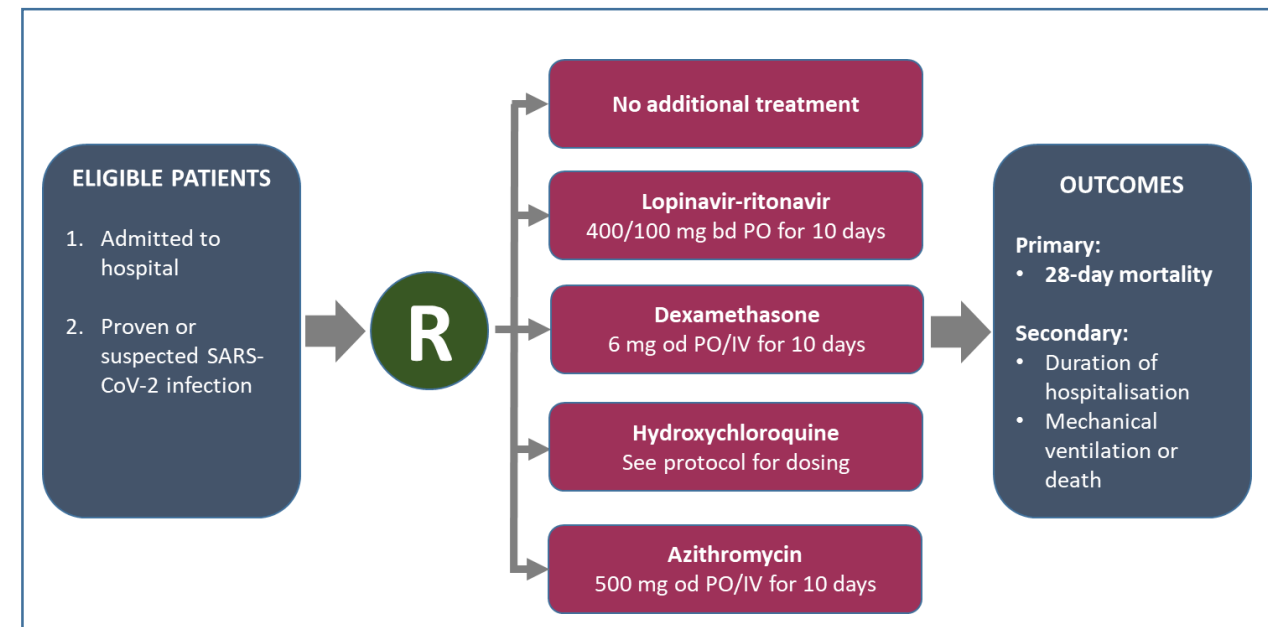 ELIGIBLE PATIENTS
1. Admitted to
hospital
2. Proven or
suspected SARS-
CoV-2 infection
R
No additional treatment
Lopinavir-ritonavir
400/100 mg bd PO for 10 days
Dexamethasone
6 mg od PO/IV for 10 days
Hydroxychloroquine
See protocol for dosing
Azithromycin
500 mg od PO/IV for 10 days
OUTCOMES
Primary:
• 28-day mortality
Secondary:
• Duration of
hospitalisation
• Mechanical
ventilation or
death